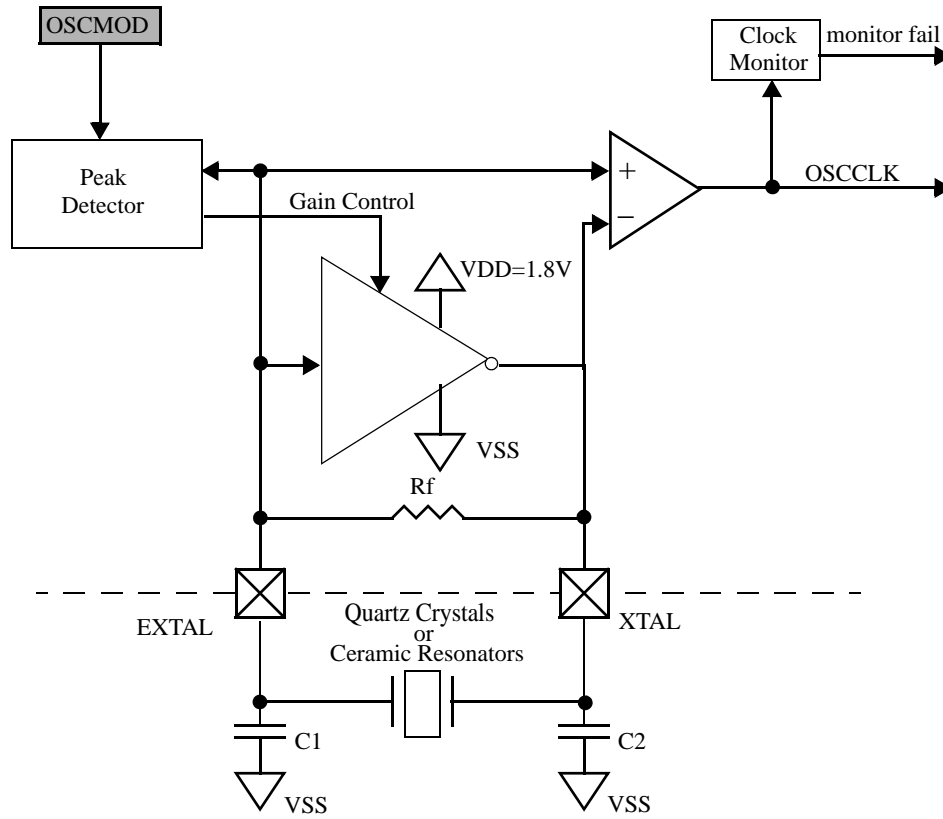 OSCMOD
Clock
Monitor
monitor fail
Peak
Detector
+
−
OSCCLK
Gain Control
VDD=1.8V
VSS
Rf
EXTAL
Quartz Crystals
or
Ceramic Resonators
XTAL
C1
C2
VSS
VSS